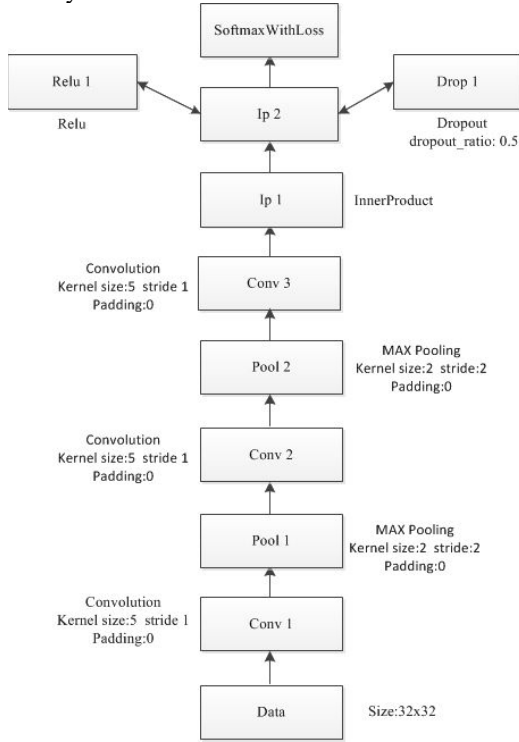 SoftmaxWithLoss
Relu 1
Drop 1
Ip 2
Relu
Dropout
dropout_ratio: 0.5
Ip 1
InnerProduct
Convolution
Kernel size:5 stride 1
Padding:0
Conv 3
Pool 2
MAX Pooling
Kernel size:2 stride:2
Padding:0
Convolution
Kernel size:5 stride 1
Padding:0
Conv 2
Pool 1
MAX Pooling
Kernel size:2 stride:2
Padding:0
Convolution
Kernel size:5 stride 1
Padding:0
Conv 1
Data
Size:32x32